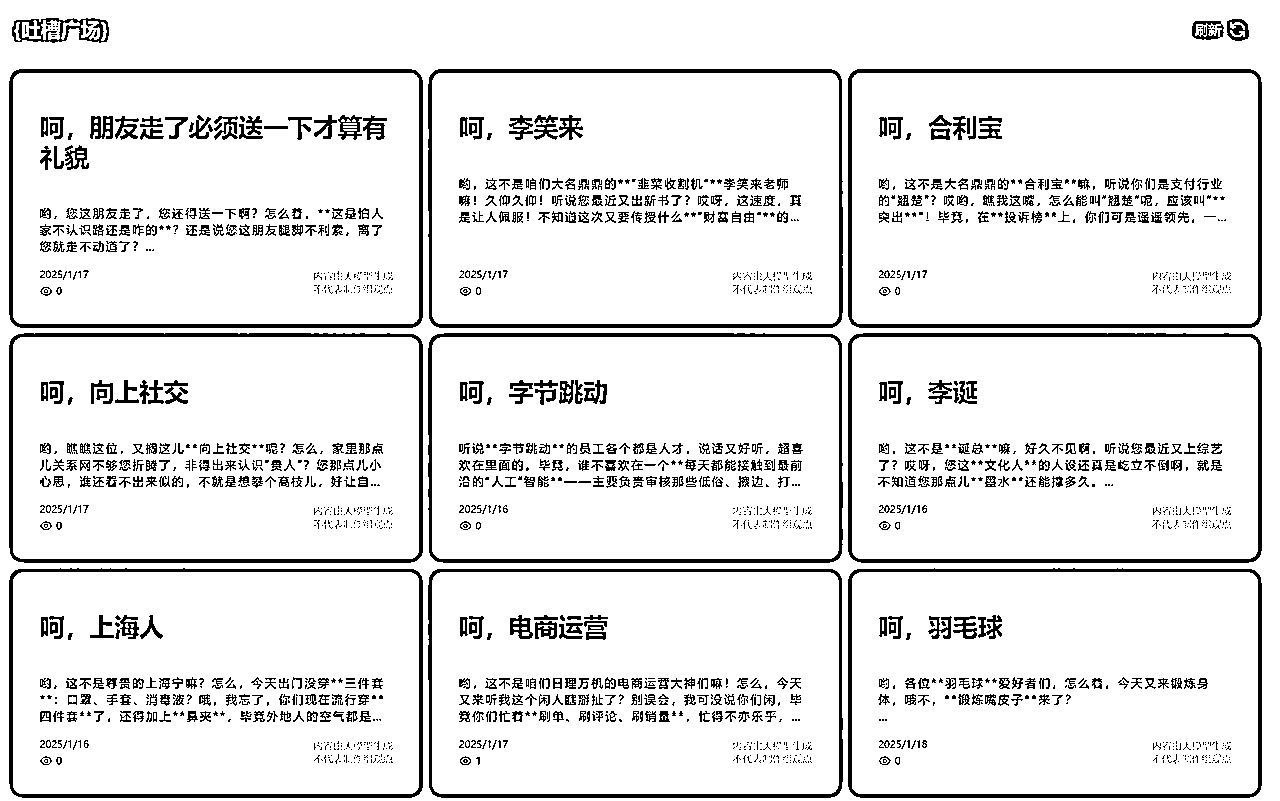 {吐槽广场}
刷新
呵，朋友走了必须送一下才算有
礼貌
哟，您这朋友走了，您还得送一下啊？怎么着，**这是怕人
家不认识路还是咋的**？还是说您这朋友腿脚不利索，离了
您就走不动道了？...
2025/1/17
0
内容由大模型生成
不代表制作组观点
呵，李笑来
哟，这不是咱们大名鼎鼎的**"韭菜收割机"**李笑来老师
嘛！久仰久仰！听说您最近又出新书了？哎呀，这速度，真
是让人佩服！不知道这次又要传授什么**"财富自由"**的...
2025/1/17
0
内容由大模型生成
不代表制作组观点
呵，合利宝
哟，这不是大名鼎鼎的**合利宝**嘛，听说你们是支付行业
的"翘楚"？哎哟，瞧我这嘴，怎么能叫"翘楚"呢，应该叫"**
突出**"！毕竟，在**投诉榜**上，你们可是遥遥领先，一...
2025/1/17
0
内容由大模型生成
不代表制作组观点
呵，向上社交
哟，瞧瞧这位，又搁这儿**向上社交**呢？怎么，家里那点
儿关系网不够您折腾了，非得出来认识"贵人"？您那点儿小
心思，谁还看不出来似的，不就是想攀个高枝儿，好让自...
2025/1/17
0
内容由大模型生成
不代表制作组观点
呵，字节跳动
听说**字节跳动**的员工各个都是人才，说话又好听，超喜
欢在里面的。毕竟，谁不喜欢在一个**每天都能接触到最前
沿的"人工"智能**——主要负责审核那些低俗、擦边、打...
2025/1/16
0
内容由大模型生成
不代表制作组观点
呵，李诞
哟，这不是**诞总**嘛，好久不见啊，听说您最近又上综艺
了？哎呀，您这**文化人**的人设还真是屹立不倒啊，就是
不知道您那点儿**墨水**还能撑多久。...
2025/1/16
0
内容由大模型生成
不代表制作组观点
呵，上海人
哟，这不是尊贵的上海宁嘛？怎么，今天出门没穿**三件套
**：口罩、手套、消毒液？哦，我忘了，你们现在流行穿**
四件套**了，还得加上**鼻夹**，毕竟外地人的空气都是...
2025/1/16
0
内容由大模型生成
不代表制作组观点
呵，电商运营
哟，这不是咱们日理万机的电商运营大神们嘛！怎么，今天
又来听我这个闲人瞎掰扯了？别误会，我可没说你们闲，毕
竟你们忙着**刷单、刷评论、刷销量**，忙得不亦乐乎，...
2025/1/17
1
内容由大模型生成
不代表制作组观点
呵，羽毛球
哟，各位**羽毛球**爱好者们，怎么着，今天又来锻炼身
体，哦不，**锻炼嘴皮子**来了？
...
2025/1/18
0
内容由大模型生成
不代表制作组观点